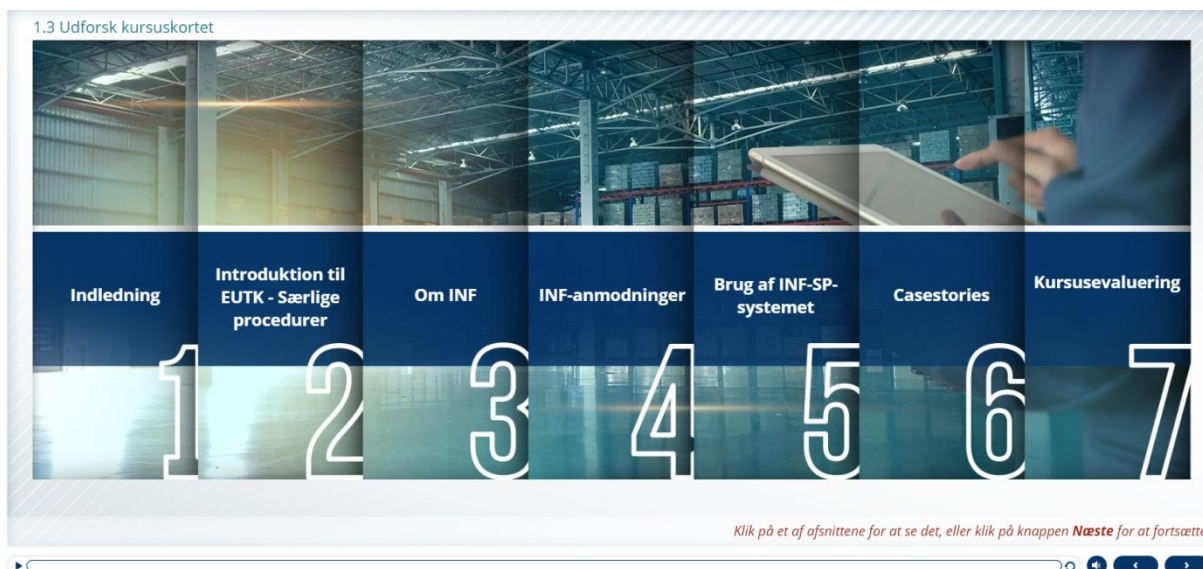 1.3 Udforsk kursuskortet
Indledning
1
Introduktion til
EUTK - Særlige
procedurer
2
Om INF
3
INF-anmodninger
4
Brug af INF-SP-
systemet
5
Casestories
6
Kursusevaluering
7
Klik på et af afsnittene for at se det, eller klik på knappen Næste for at fortsætte